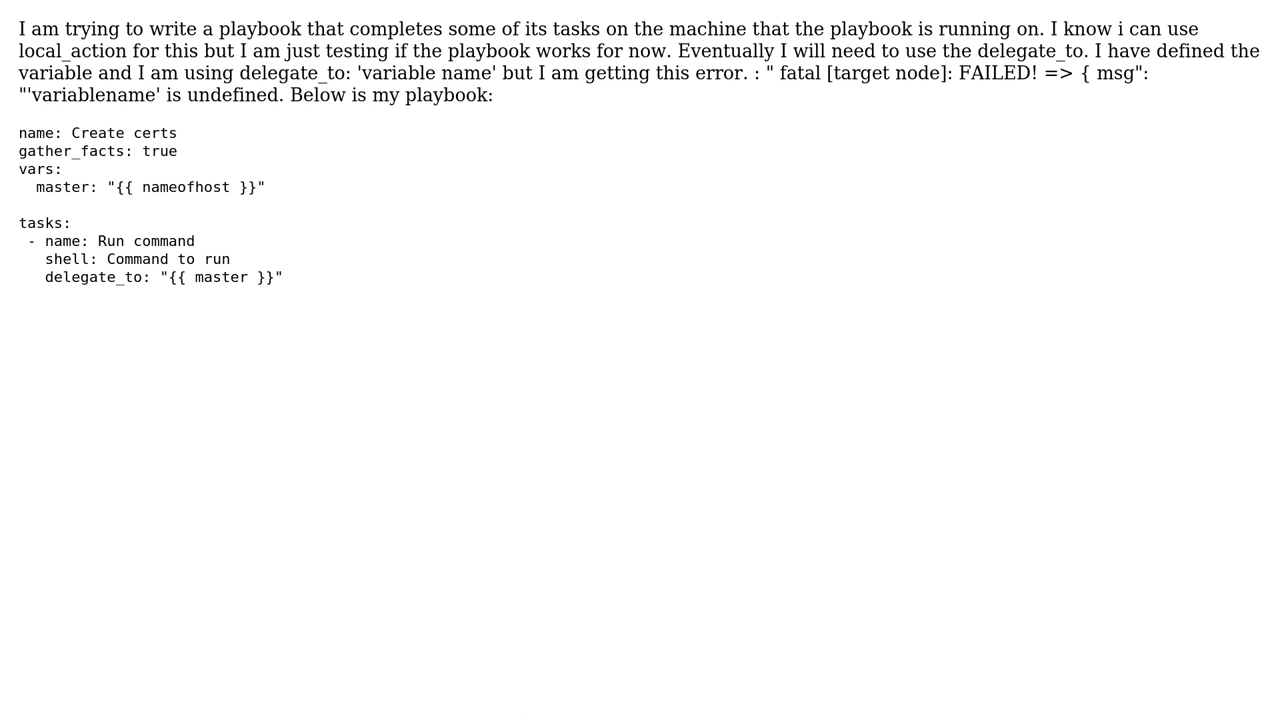 I am trying to write a playbook that completes some of its tasks on the machine that the playbook is running on. I know i can use
local_action for this but I am just testing if the playbook works for now. Eventually I will need to use the delegate_to. I have defined the
variable and I am using delegate_to: 'variable name' but I am getting this error. : " fatal [target node]: FAILED! => { msg":
"'variablename' is undefined. Below is my playbook:
name: Create certs
gather_facts: true
vars:
  master: "{{ nameofhost }}"
tasks:
 - name: Run command
   shell: Command to run
   delegate_to: "{{ master }}"